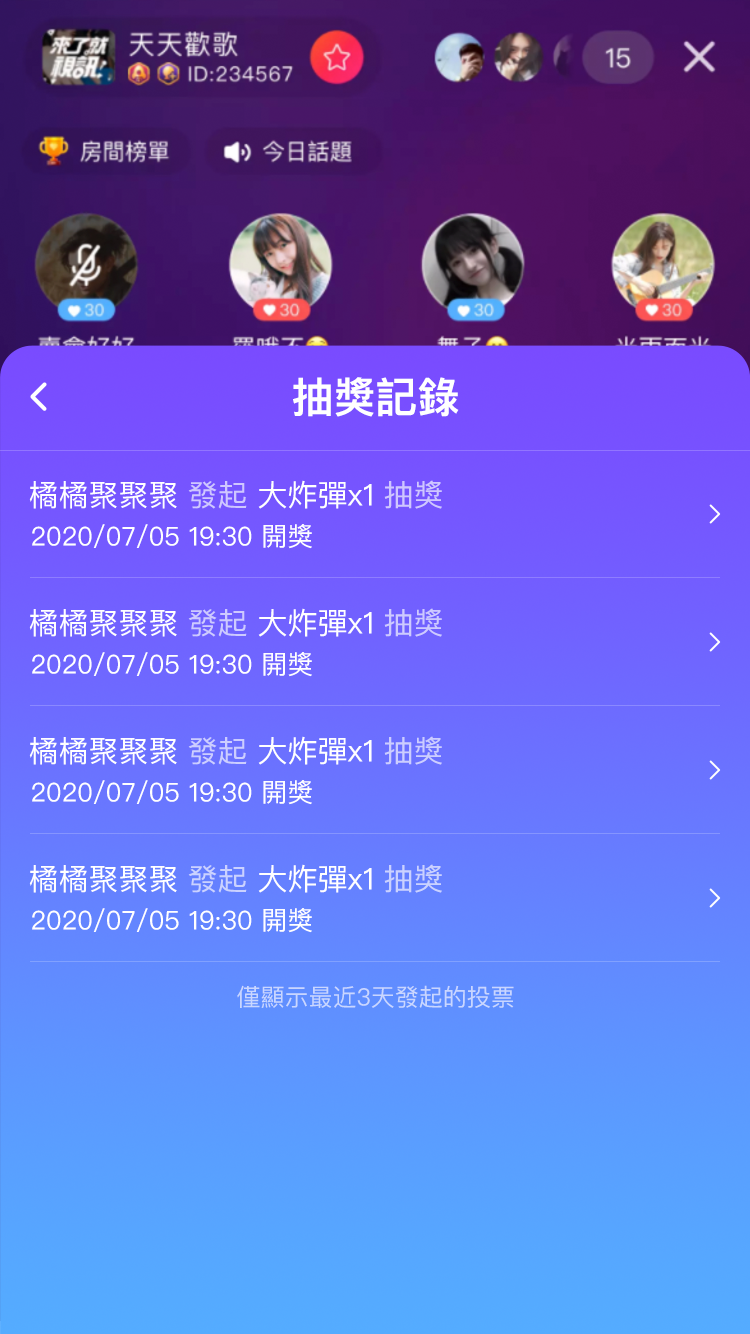 來了就
視訊!
天天歡歌
ID:234567
15
房間榜單
今日話題
30
30
30
30
抽獎記錄
橘橘聚聚聚 發起 大炸彈x1 抽獎
2020/07/05 19:30 開獎
橘橘聚聚聚 發起 大炸彈x1 抽獎
2020/07/05 19:30 開獎
橘橘聚聚聚 發起 大炸彈x1 抽獎
2020/07/05 19:30 開獎
橘橘聚聚聚 發起 大炸彈x1 抽獎
2020/07/05 19:30 開獎
僅顯示最近3天發起的投票